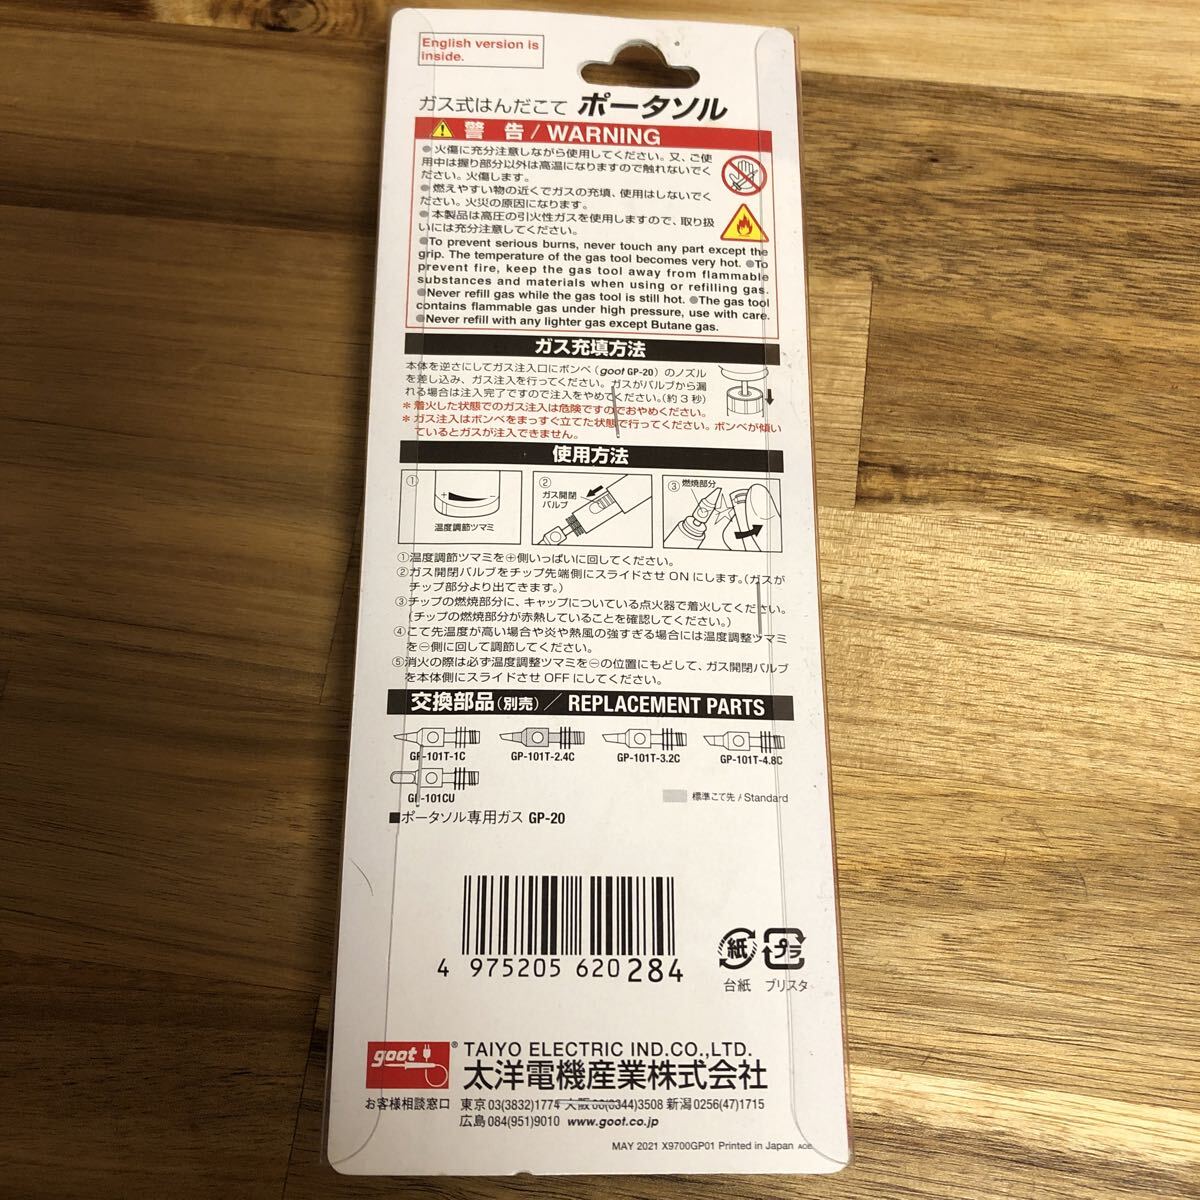 English version is
inside.
ガス式はんだこて ポータソル
警 告 / WARNING
●火傷に充分注意しながら使用してください。又、ご使
用中は握り部分以外は高温になりますので触れないでく
ださい。火傷します。
●燃えやすい物の近くでガスの充填、使用はしないでく
ださい。火災の原因になります。
●本製品は高圧の引火性ガスを使用しますので、取り扱
いには充分注意してください。
●To prevent serious burns, never touch any part except the
grip. The temperature of the gas tool becomes very hot. ●To
prevent fire, keep the gas tool away from flammable
substances and materials when using or refilling gas.
●Never refill gas while the gas tool is still hot. ●The gas tool
contains flammable gas under high pressure, use with care.
●Never refill with any lighter gas except Butane gas.
ガス充填方法
本体を逆さにしてガス注入口にボンベ(goot GP-20)のノズル
を差し込み、ガス注入を行ってください。ガスがバルブから漏
れる場合は注入完了ですので注入をやめてください。(約3秒)
*着火した状態でのガス注入は危険ですのでおやめください。
*ガス注入はボンベをまっすぐ立てた状態で行ってください。ボンベが傾い
ているとガスが注入できません。
使用方法
①
+
-
温度調節ツマミ
②
ガス開閉
バルブ
③ 燃焼部分
①温度調節ツマミを⊕側いっぱいに回してください。
②ガス開閉バルブをチップ先端側にスライドさせONにします。(ガスが
チップ部分より出てきます。)
③チップの燃焼部分に、キャップについている点火器で着火してください。
(チップの燃焼部分が赤熱していることを確認してください。)
④こて先温度が高い場合や炎や熱風の強すぎる場合には温度調整ツマミ
を⊖側に回して調節してください。
⑤消火の際は必ず温度調整ツマミを⊖の位置にもどして、ガス開閉バルブ
を本体側にスライドさせOFFにしてください。
交換部品(別売)/ REPLACEMENT PARTS
GP-101T-1C
GP-101T-2.4C
GP-101T-3.2C
GP-101T-4.8C
GP-101CU
標準こて先 / Standard
■ポータソル専用ガス GP-20
4 975205 620284
紙
台紙
プラ
ブリスタ
goot ®
TAIYO ELECTRIC IND.CO.,LTD.
太洋電機産業株式会社
お客様相談窓口 東京 03(3832)1774 大阪 06(6344)3508 新潟 0256(47)1715
広島 084(951)9010 www.goot.co.jp
MAY 2021 X9700GP01 Printed in Japan